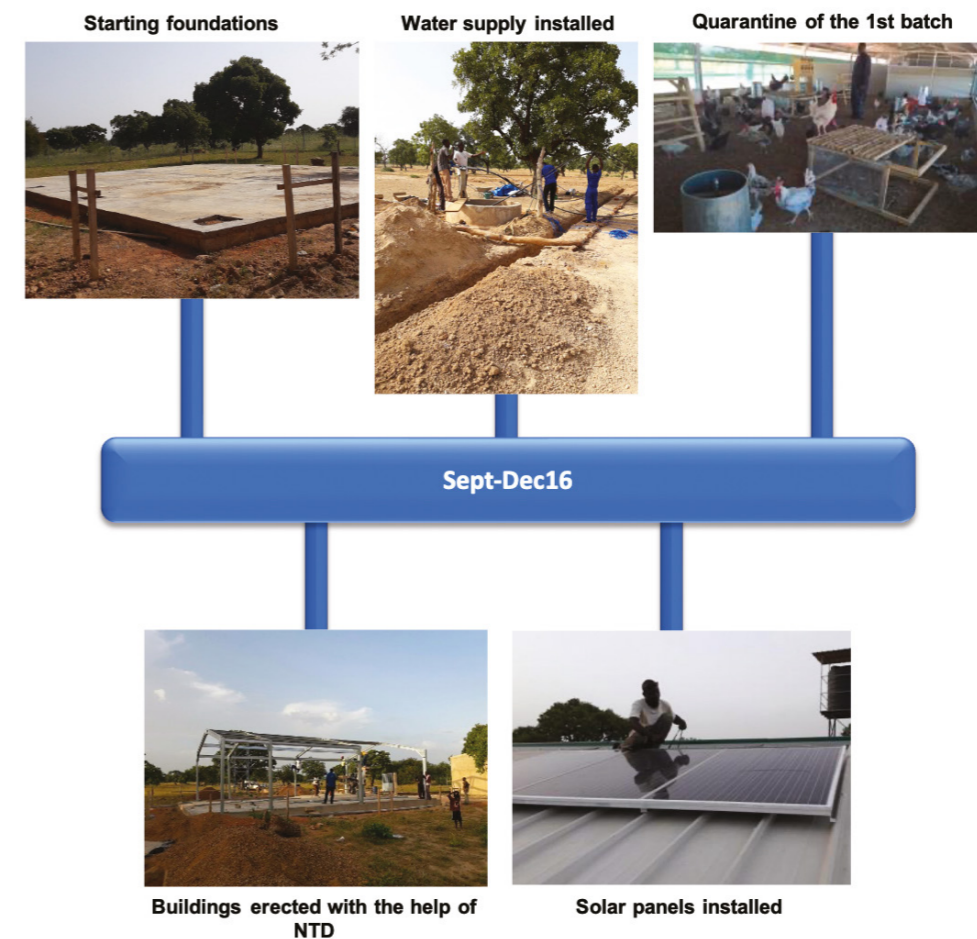 Starting foundations
Water supply installed
Quarantine of the 1st batch
Sept-Dec16
Buildings erected with the help of
NTD
Solar panels installed